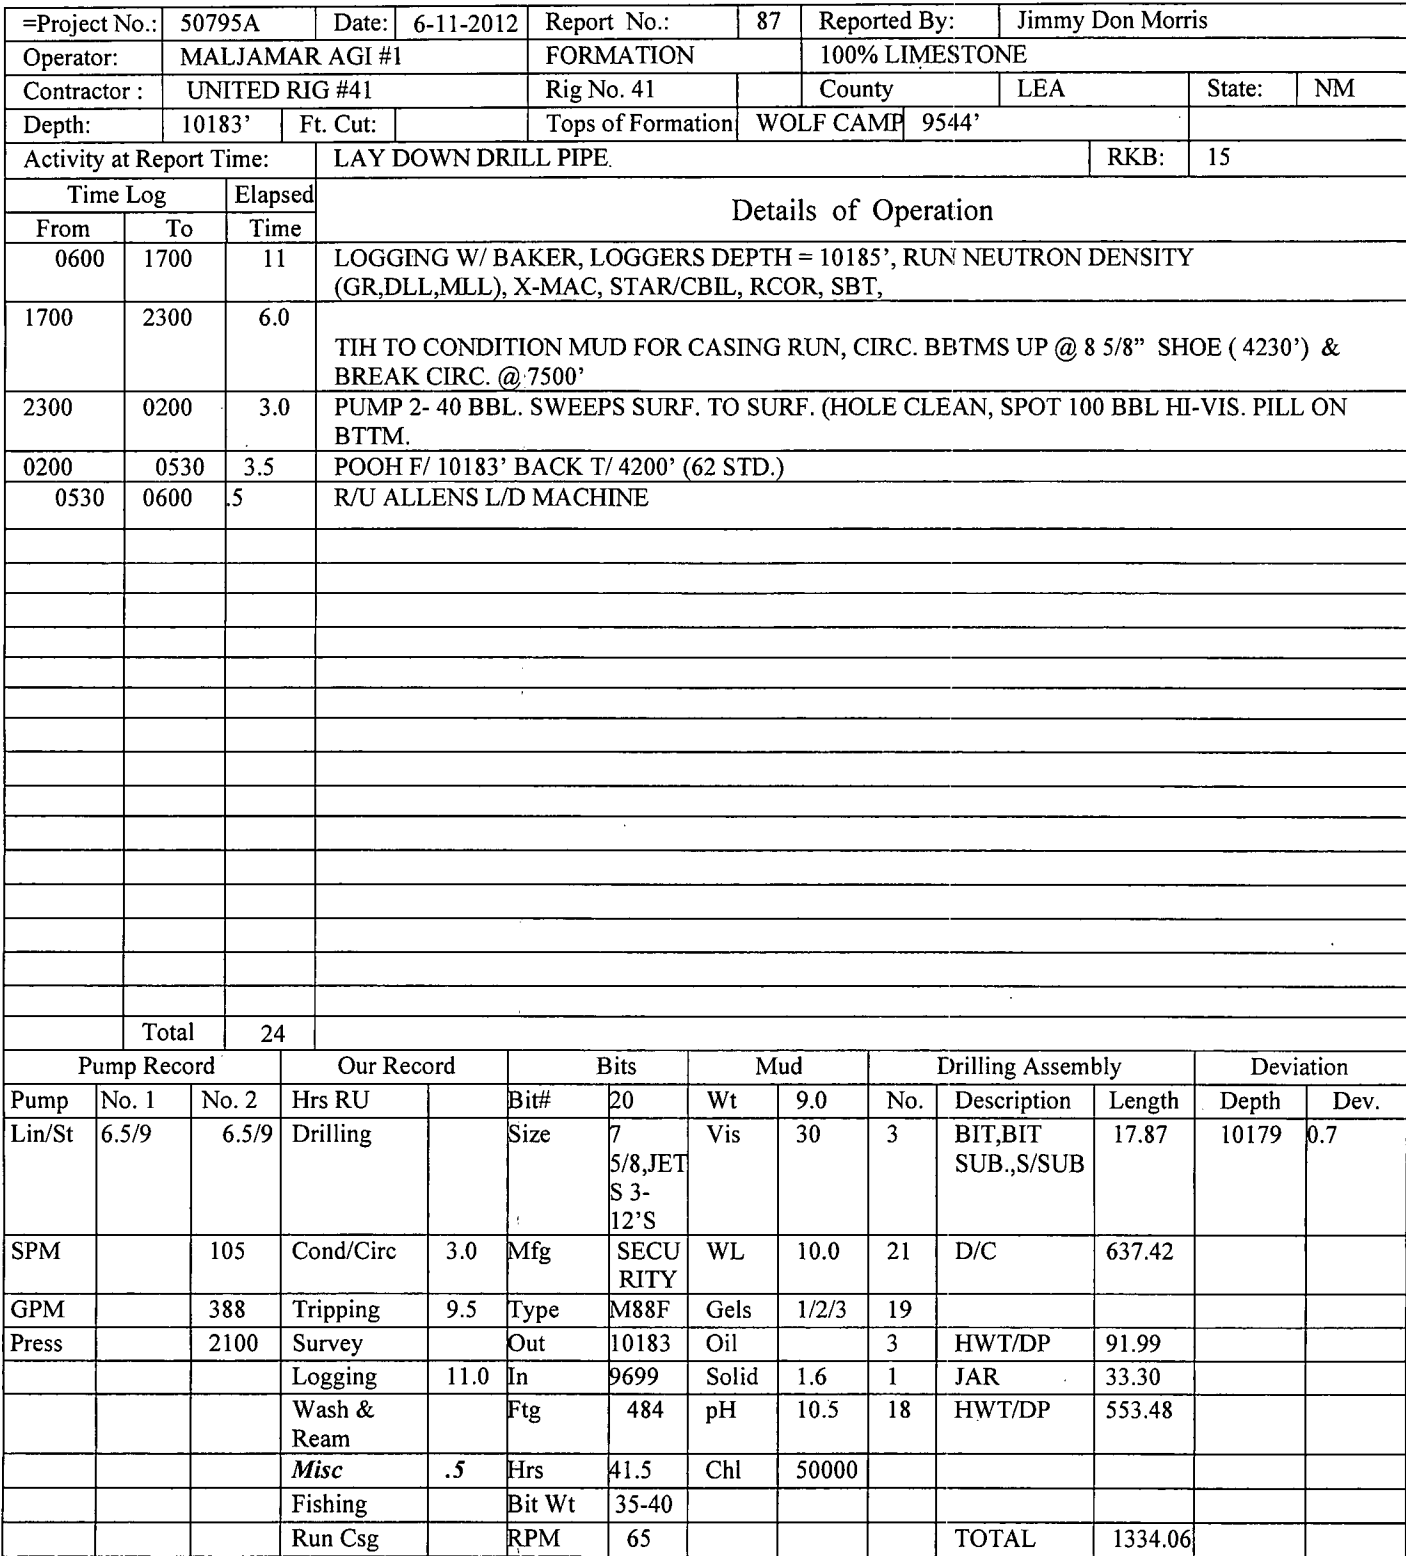 =Project No.: 50795A Date: 6-11-2012 Report No.: 87 Reported By: Jimmy Don Morris
Operator: MALJAMAR AGI #1 FORMATION 100% LIMESTONE
Contractor : UNITED RIG #41 Rig No. 41 County LEA State: NM
Depth: 10183' Ft. Cut: Tops of Formation WOLF CAMP 9544'
Activity at Report Time: LAY DOWN DRILL PIPE. RKB: 15
Time Log Elapsed Details of Operation
From To Time
0600 1700 11 LOGGING W/ BAKER, LOGGERS DEPTH = 10185', RUN NEUTRON DENSITY
(GR,DLL,MLL), X-MAC, STAR/CBIL, RCOR, SBT,
1700 2300 6.0
TIH TO CONDITION MUD FOR CASING RUN, CIRC. BBTMS UP @ 8 5/8" SHOE ( 4230') &
BREAK CIRC. @ 7500'
2300 0200 3.0 PUMP 2- 40 BBL. SWEEPS SURF. TO SURF. (HOLE CLEAN, SPOT 100 BBL HI-VIS. PILL ON
BTTM.
0200 0530 3.5 POOH F/ 10183' BACK T/ 4200' (62 STD.)
0530 0600 .5 R/U ALLENS L/D MACHINE
Total 24
Pump Record Our Record Bits Mud Drilling Assembly Deviation
Pump No. 1 No. 2 Hrs RU Bit# 20 Wt 9.0 No. Description Length Depth Dev.
Lin/St 6.5/9 6.5/9 Drilling Size 7 Vis 30 3 BIT,BIT 17.87 10179 0.7
5/8,JET SUB.,S/SUB
S 3-
12'S
SPM 105 Cond/Circ 3.0 Mfg SECU WL 10.0 21 D/C 637.42
RITY
GPM 388 Tripping 9.5 Type M88F Gels 1/2/3 19
Press 2100 Survey Out 10183 Oil 3 HWT/DP 91.99
Logging 11.0 In 9699 Solid 1.6 1 JAR 33.30
Wash & Ftg 484 pH 10.5 18 HWT/DP 553.48
Ream
Misc .5 Hrs 41.5 Chl 50000
Fishing Bit Wt 35-40
Run Csg RPM 65 TOTAL 1334.06